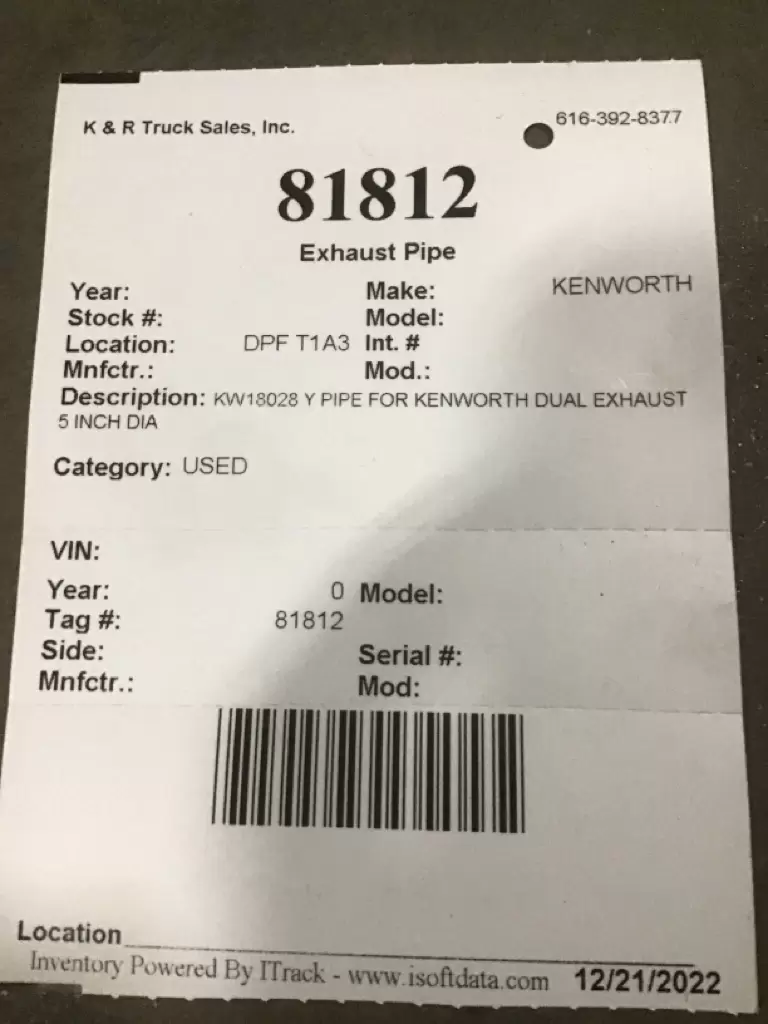 K & R Truck Sales, Inc. 616-392-8377
81812
Exhaust Pipe
Year: Make: KENWORTH
Stock #: Model:
Location: DPF T1A3 Int. #
Mnfctr.: Mod.:
Description: KW18028 Y PIPE FOR KENWORTH DUAL EXHAUST
5 INCH DIA
Category: USED
VIN:
Year: 0 Model:
Tag #: 81812
Side: Serial #:
Mnfctr.: Mod:
Location
Inventory Powered By ITrack - www.isoftdata.com 12/21/2022